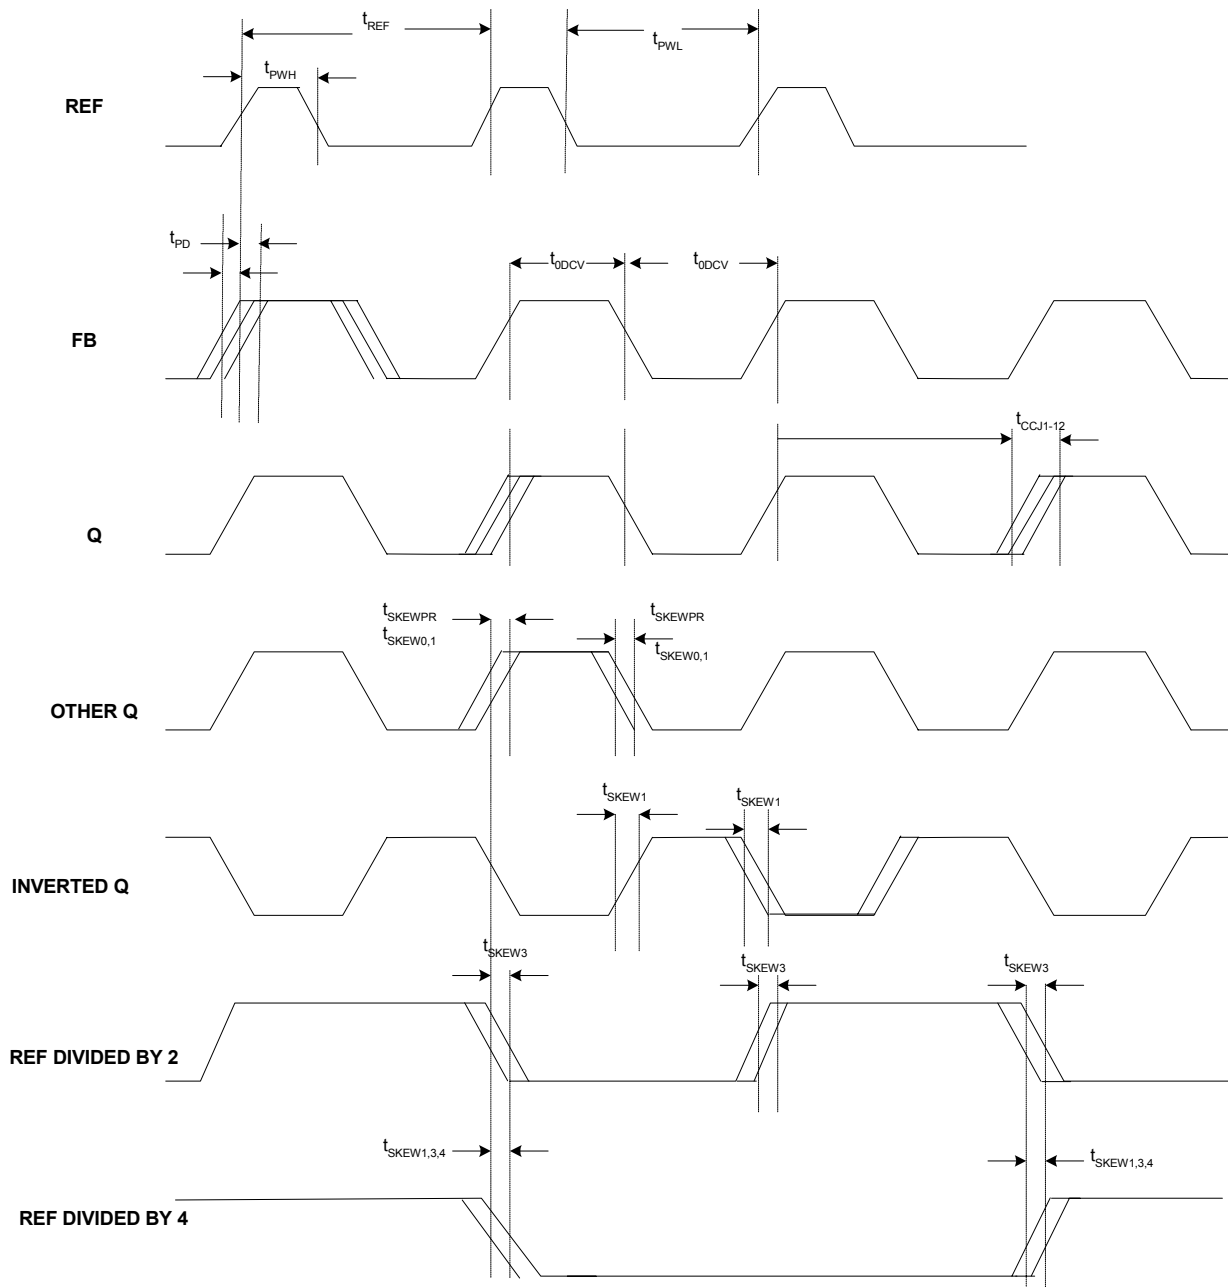 tREF
tPWL
tPWH
REF
tPD
t0DCV
t0DCV
FB
tCCJ1-12
Q
tSKEWPR
tSKEW0,1
tSKEWPR
tSKEW0,1
OTHER Q
tSKEW1
tSKEW1
INVERTED Q
tSKEW3
tSKEW3
tSKEW3
REF DIVIDED BY 2
tSKEW1,3,4
tSKEW1,3,4
REF DIVIDED BY 4